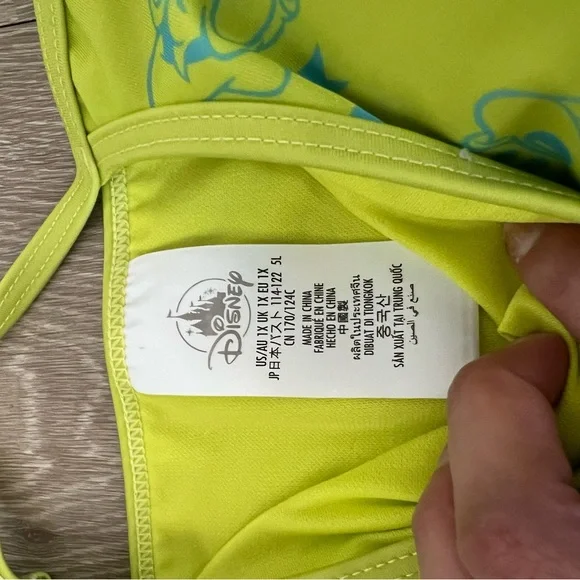 Disney
US/AU 1X UK 1X EU 1X
JP日本/バスト 114-122 5L
CN 170/124C
MADE IN CHINA
FABRIQUÉ EN CHINE
HECHO EN CHINA
中國製
ผลิตในประเทศจีน
DIBUAT DI TIONGKOK
중국산
SẢN XUẤT TẠI TRUNG QUỐC
صنع في الصين